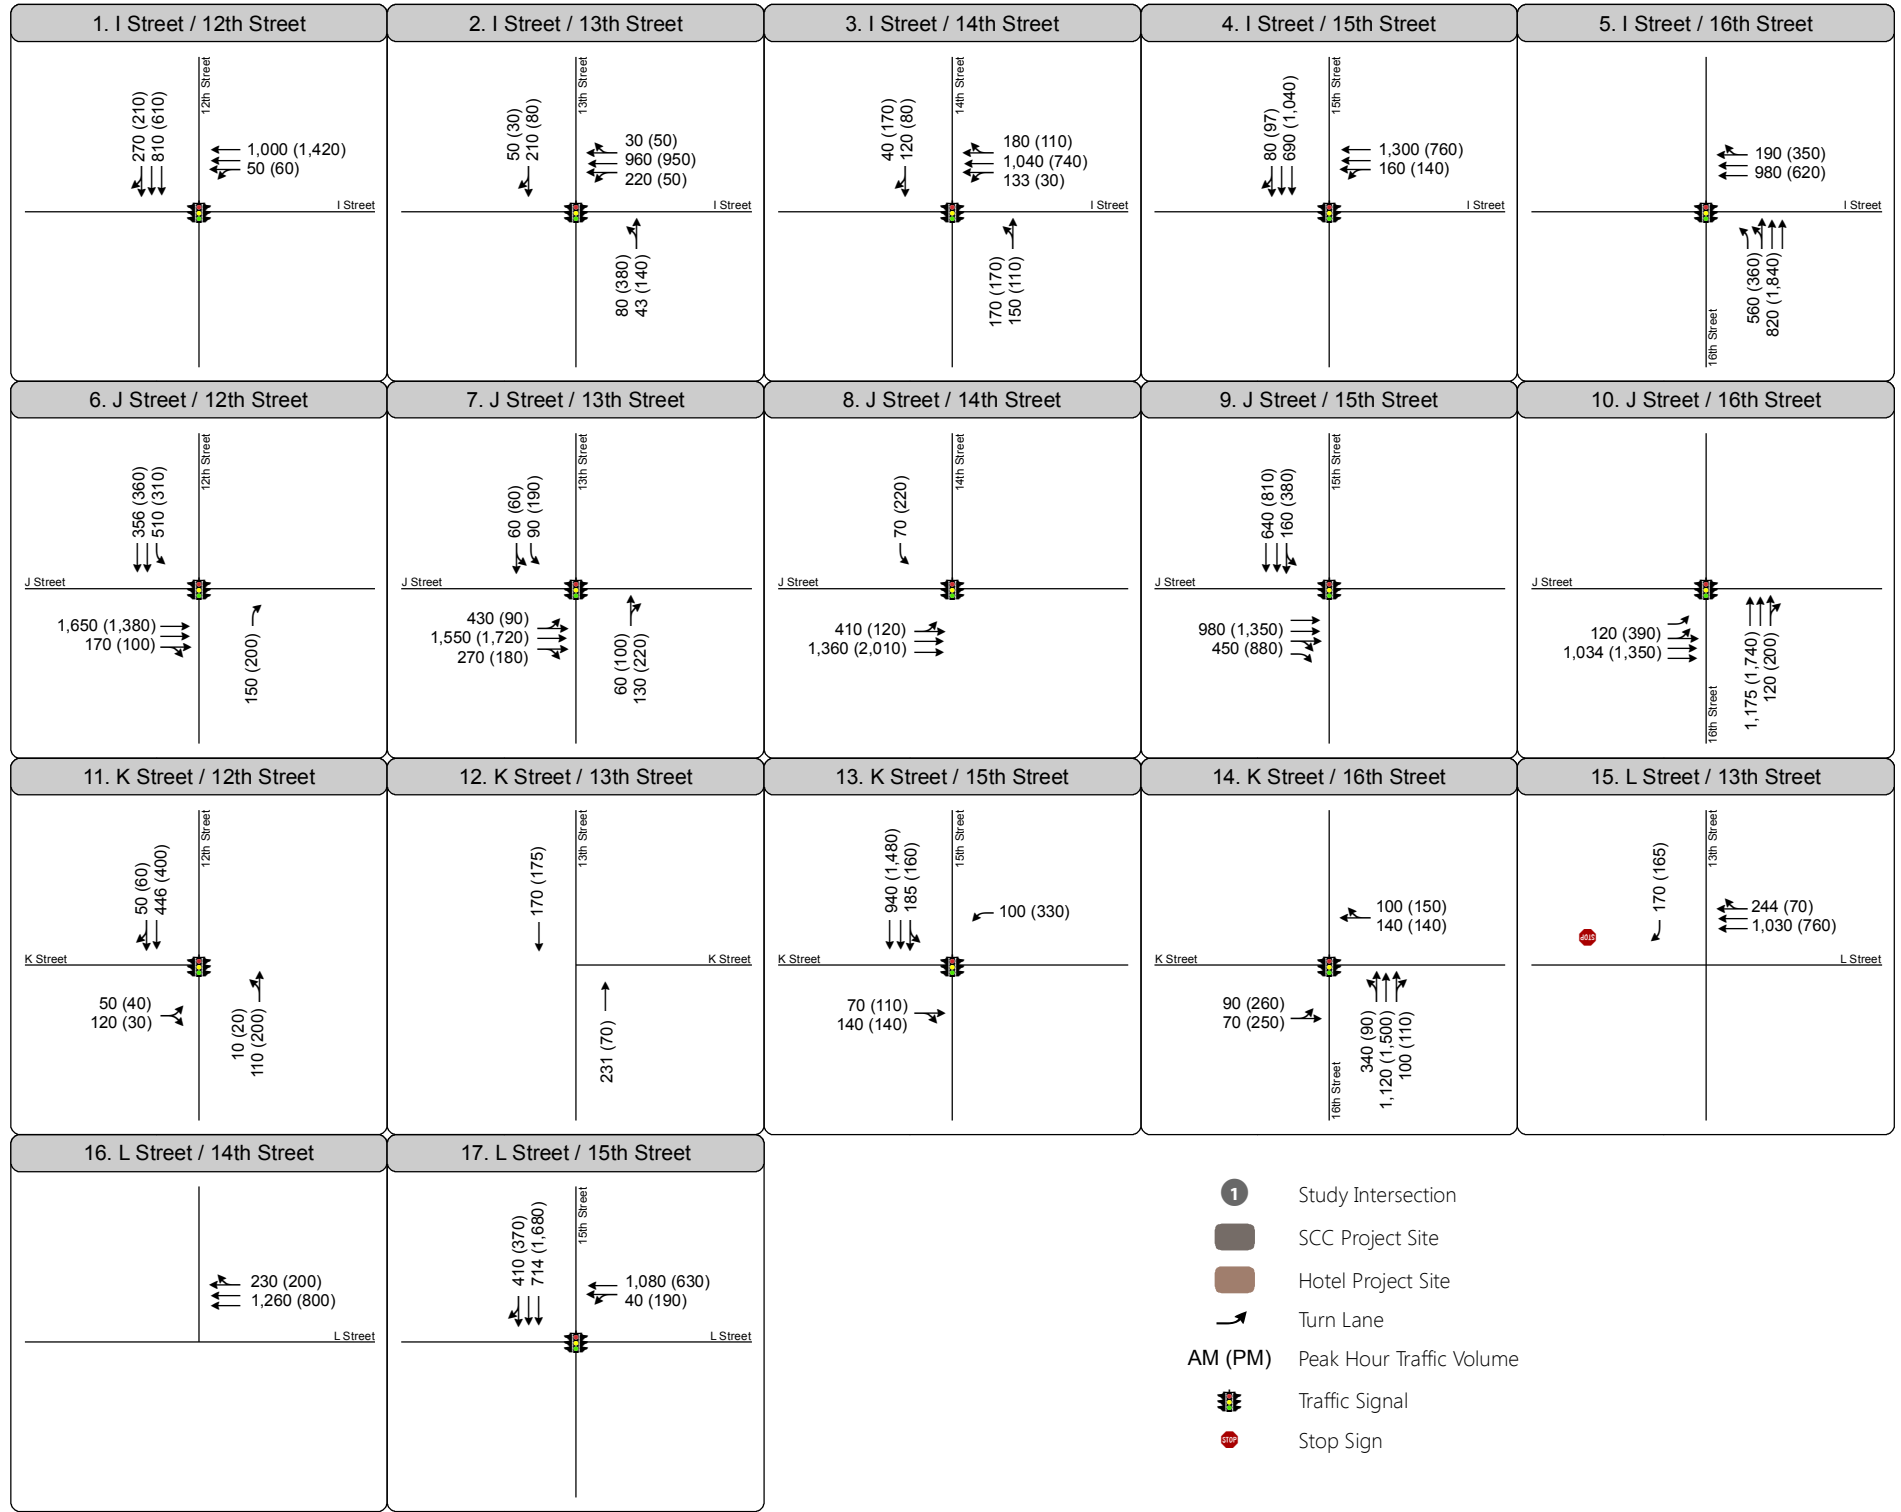 1. I Street / 12th Street
270 (210)
810 (610)
12th Street
1,000 (1,420)
50 (60)
I Street
2. I Street / 13th Street
50 (30)
210 (80)
13th Street
30 (50)
960 (950)
220 (50)
I Street
80 (380)
43 (140)
3. I Street / 14th Street
40 (170)
120 (80)
14th Street
180 (110)
1,040 (740)
133 (30)
I Street
170 (170)
150 (110)
4. I Street / 15th Street
80 (97)
690 (1,040)
15th Street
1,300 (760)
160 (140)
I Street
5. I Street / 16th Street
190 (350)
980 (620)
I Street
560 (360)
820 (1,840)
16th Street
6. J Street / 12th Street
356 (360)
510 (310)
12th Street
J Street
1,650 (1,380)
170 (100)
150 (200)
7. J Street / 13th Street
60 (60)
90 (190)
13th Street
J Street
430 (90)
1,550 (1,720)
270 (180)
60 (100)
130 (220)
8. J Street / 14th Street
70 (220)
14th Street
J Street
410 (120)
1,360 (2,010)
9. J Street / 15th Street
640 (810)
160 (380)
15th Street
J Street
980 (1,350)
450 (880)
10. J Street / 16th Street
J Street
120 (390)
1,034 (1,350)
1,175 (1,740)
120 (200)
16th Street
11. K Street / 12th Street
50 (60)
446 (400)
12th Street
K Street
50 (40)
120 (30)
10 (20)
110 (200)
12. K Street / 13th Street
170 (175)
13th Street
K Street
231 (70)
13. K Street / 15th Street
940 (1,480)
185 (160)
15th Street
100 (330)
K Street
70 (110)
140 (140)
14. K Street / 16th Street
100 (150)
140 (140)
K Street
90 (260)
70 (250)
340 (90)
1,120 (1,500)
100 (110)
16th Street
15. L Street / 13th Street
170 (165)
13th Street
244 (70)
1,030 (760)
STOP
L Street
16. L Street / 14th Street
230 (200)
1,260 (800)
L Street
17. L Street / 15th Street
410 (370)
714 (1,680)
15th Street
1,080 (630)
40 (190)
L Street
1 Study Intersection
SCC Project Site
Hotel Project Site
Turn Lane
AM (PM) Peak Hour Traffic Volume
Traffic Signal
STOP Stop Sign